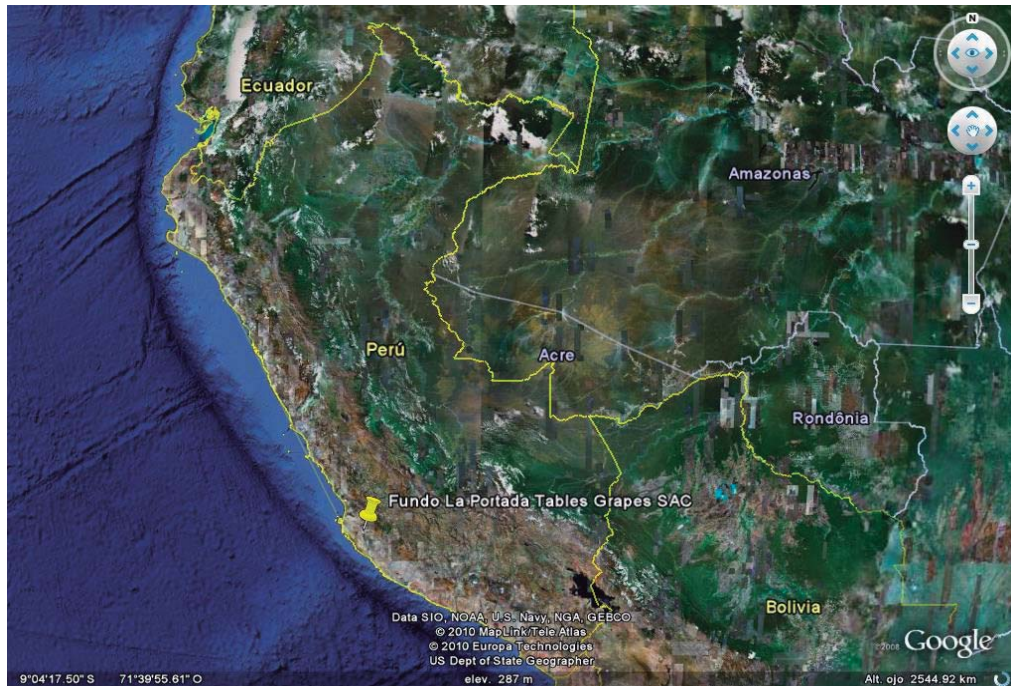 N
Ecuador
Amazonas
Perú
Acre
Rondônia
Fundo La Portada Tables Grapes SAC
Bolivia
Data SIO, NOAA, U.S. Navy, NGA, GEBCO
© 2010 MapLink/Tele Atlas
© 2010 Europa Technologies
US Dept of State Geographer
©2008 Google
9°04'17.50" S 71°39'55.61" O elev. 287 m Alt. ojo 2544.92 km